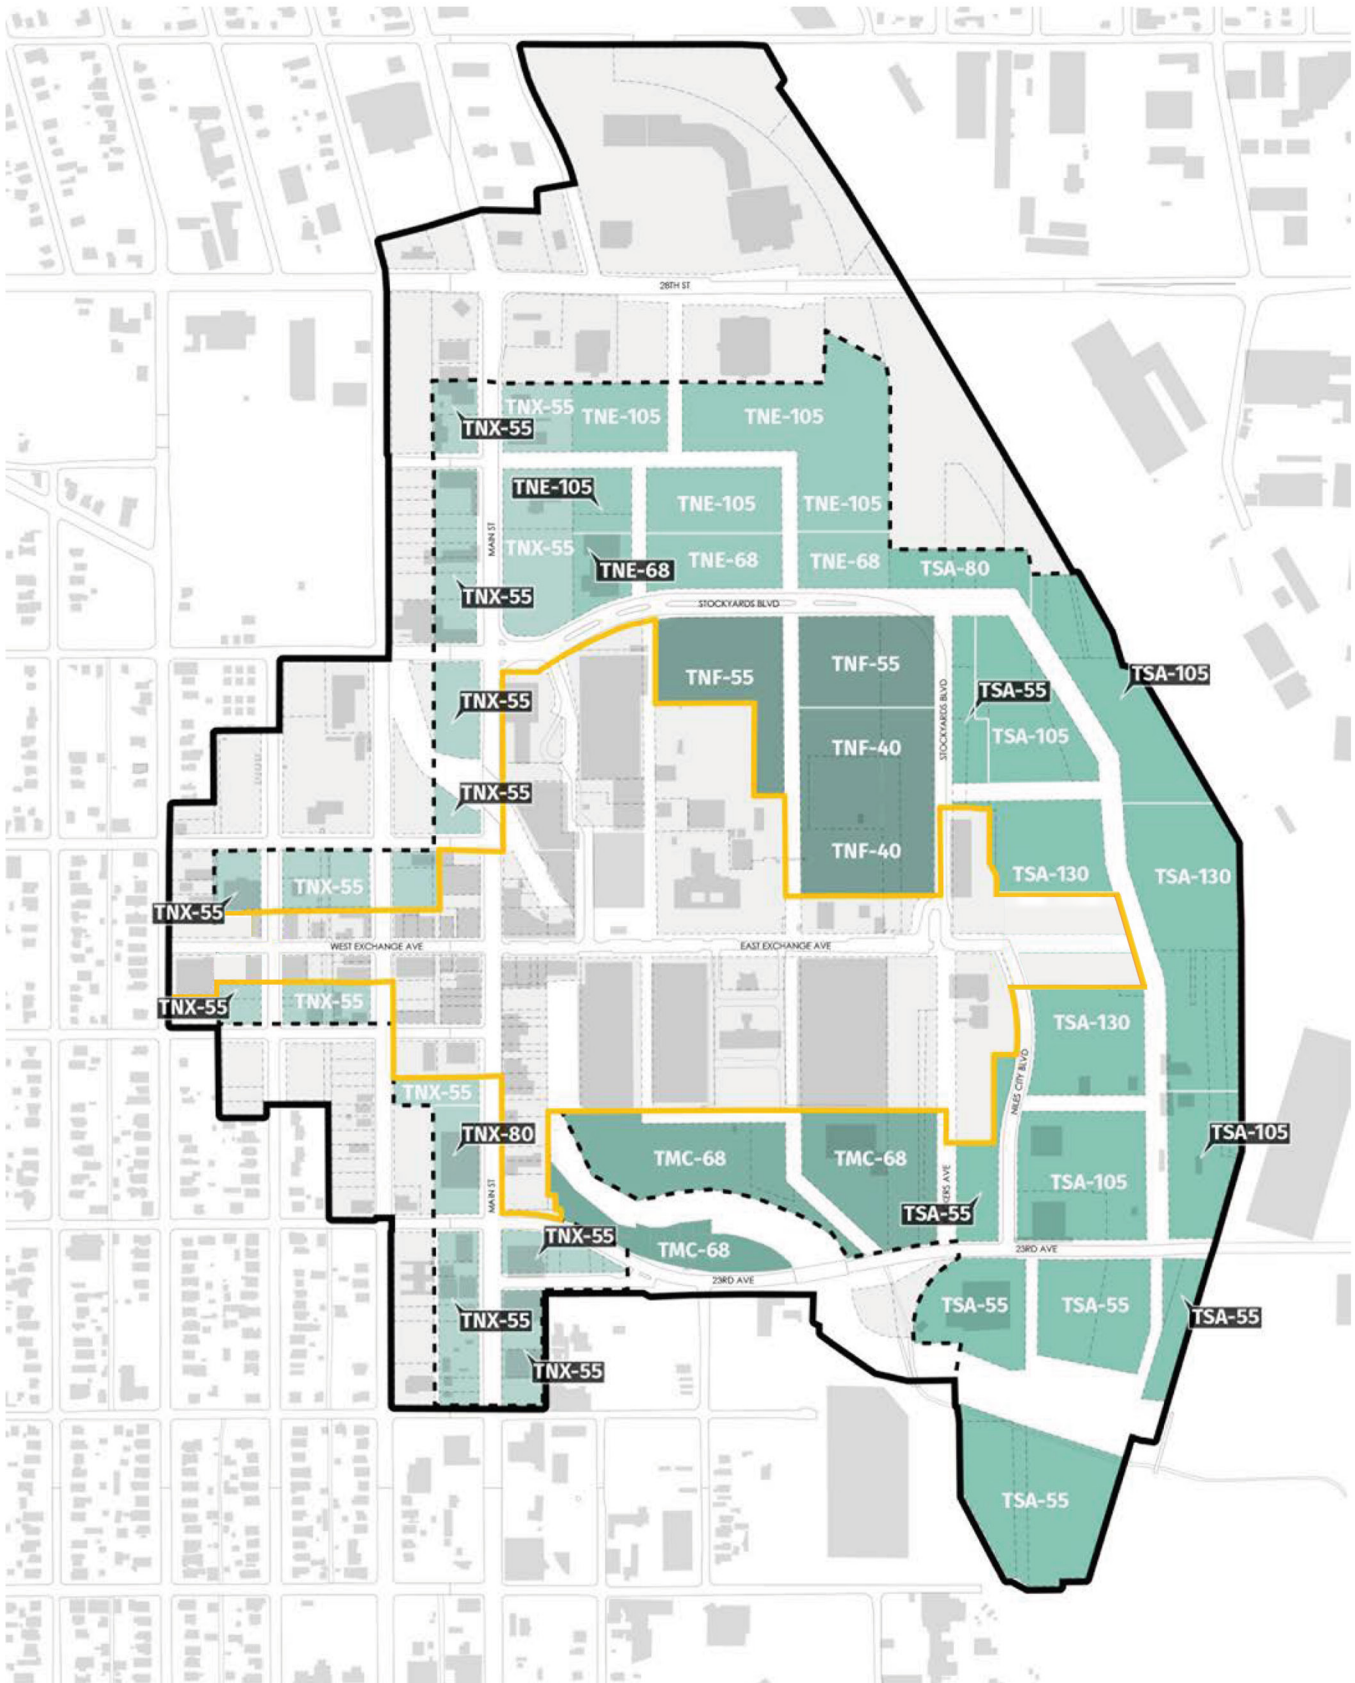 28TH ST
TNX-55
TNX-55
TNE-105
TNE-105
MAIN ST
TNE-105
TNE-105
TNE-105
TNX-55
TNE-68
TNE-68
TNE-68
TSA-80
TNX-55
STOCKYARDS BLVD
TNF-55
TNF-55
TNX-55
TSA-55
TSA-105
STOCKYARDS BLVD
TNF-40
TSA-105
TNX-55
TNF-40
TSA-130
TSA-130
TNX-55
TNX-55
WEST EXCHANGE AVE
EAST EXCHANGE AVE
TNX-55
TNX-55
TSA-130
NILES CITY BLVD
TNX-55
TNX-80
TMC-68
TMC-68
TSA-105
TSA-105
MAIN ST
KERS AVE
TSA-55
TNX-55
TMC-68
23RD AVE
23RD AVE
TNX-55
TSA-55
TSA-55
TSA-55
TNX-55
TSA-55